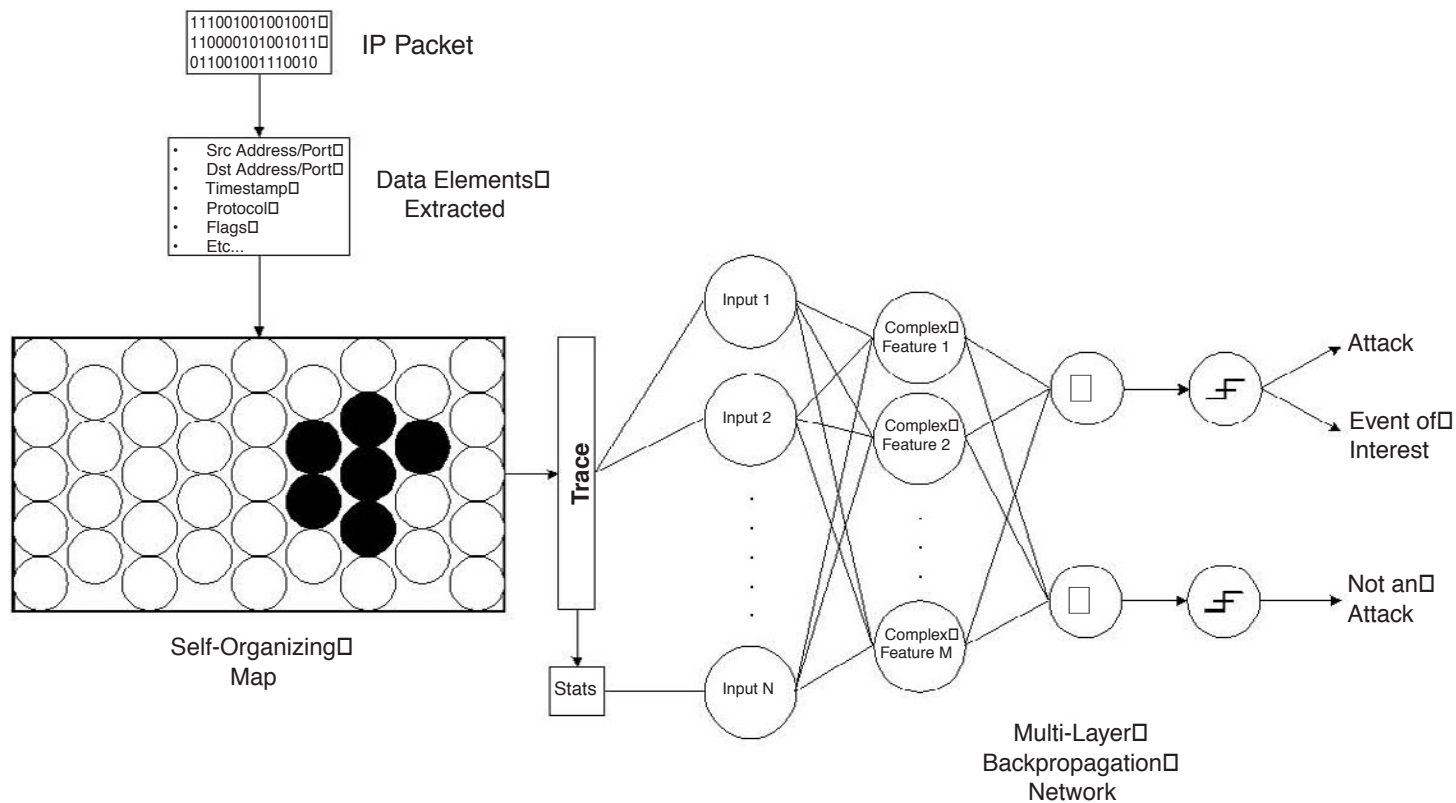 111001001001001□
110000101001011□
011001001110010
IP Packet
• Src Address/Port□
• Dst Address/Port□
• Timestamp□
• Protocol□
• Flags□
• Etc...
Data Elements□
Extracted
Self-Organizing□
Map
Trace
Stats
Input 1
Input 2
Input N
Complex□
Feature 1
Complex□
Feature 2
Complex□
Feature M
□
□
Attack
Event of□
Interest
Not an□
Attack
Multi-Layer□
Backpropagation□
Network